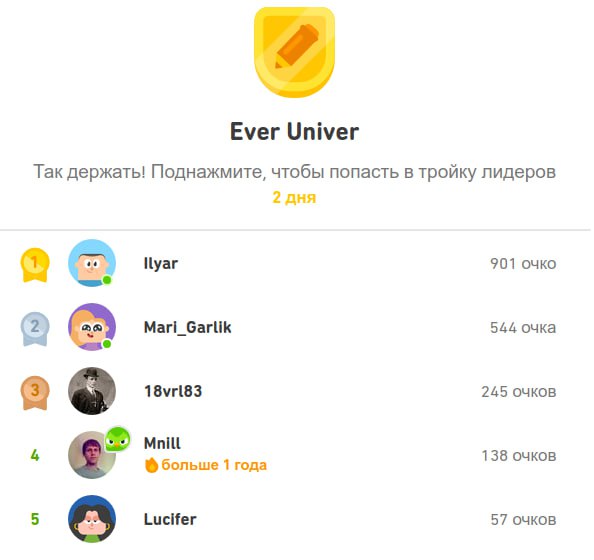 Ever Univer
Так держать! Поднажмите, чтобы попасть в тройку лидеров
2 дня
1 Ilyar 901 очко
2 Mari_Garlik 544 очка
3 18vrl83 245 очков
4 Mnill 138 очков
больше 1 года
5 Lucifer 57 очков